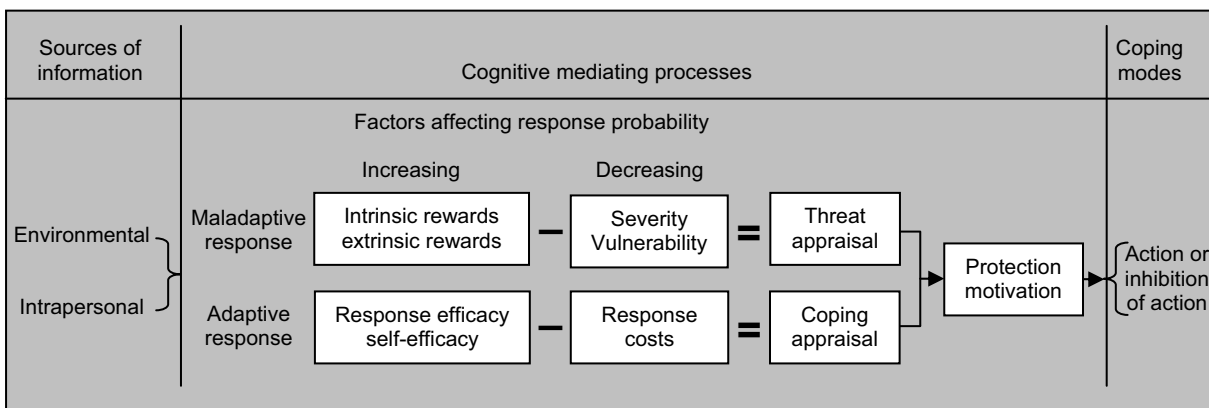 Sources of
information
Cognitive mediating processes
Coping
modes
Factors affecting response probability
Increasing
Decreasing
Maladaptive
response
Intrinsic rewards
extrinsic rewards
Severity
Vulnerability
Threat
appraisal
Environmental
Intrapersonal
Protection
motivation
Action or
inhibition
of action
Adaptive
response
Response efficacy
self-efficacy
Response
costs
Coping
appraisal